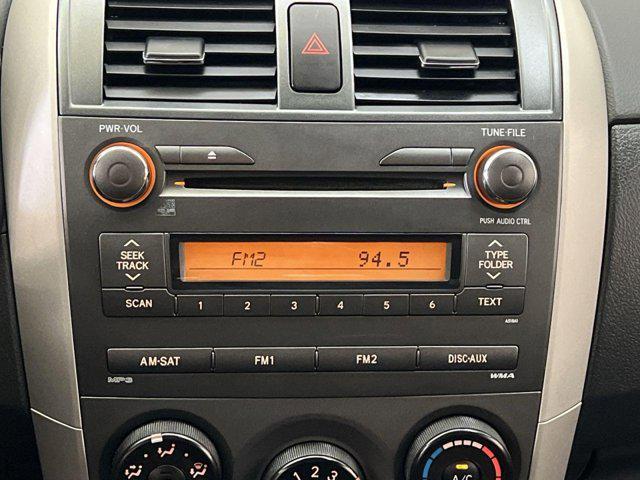 PWR·VOL
TUNE·FILE
PUSH AUDIO CTRL
SEEK
TRACK
FM2 94.5
TYPE
FOLDER
SCAN 1 2 3 4 5 6 TEXT
AM·SAT FM1 FM2 DISC·AUX
MP3 WMA
1 2 3
A/C